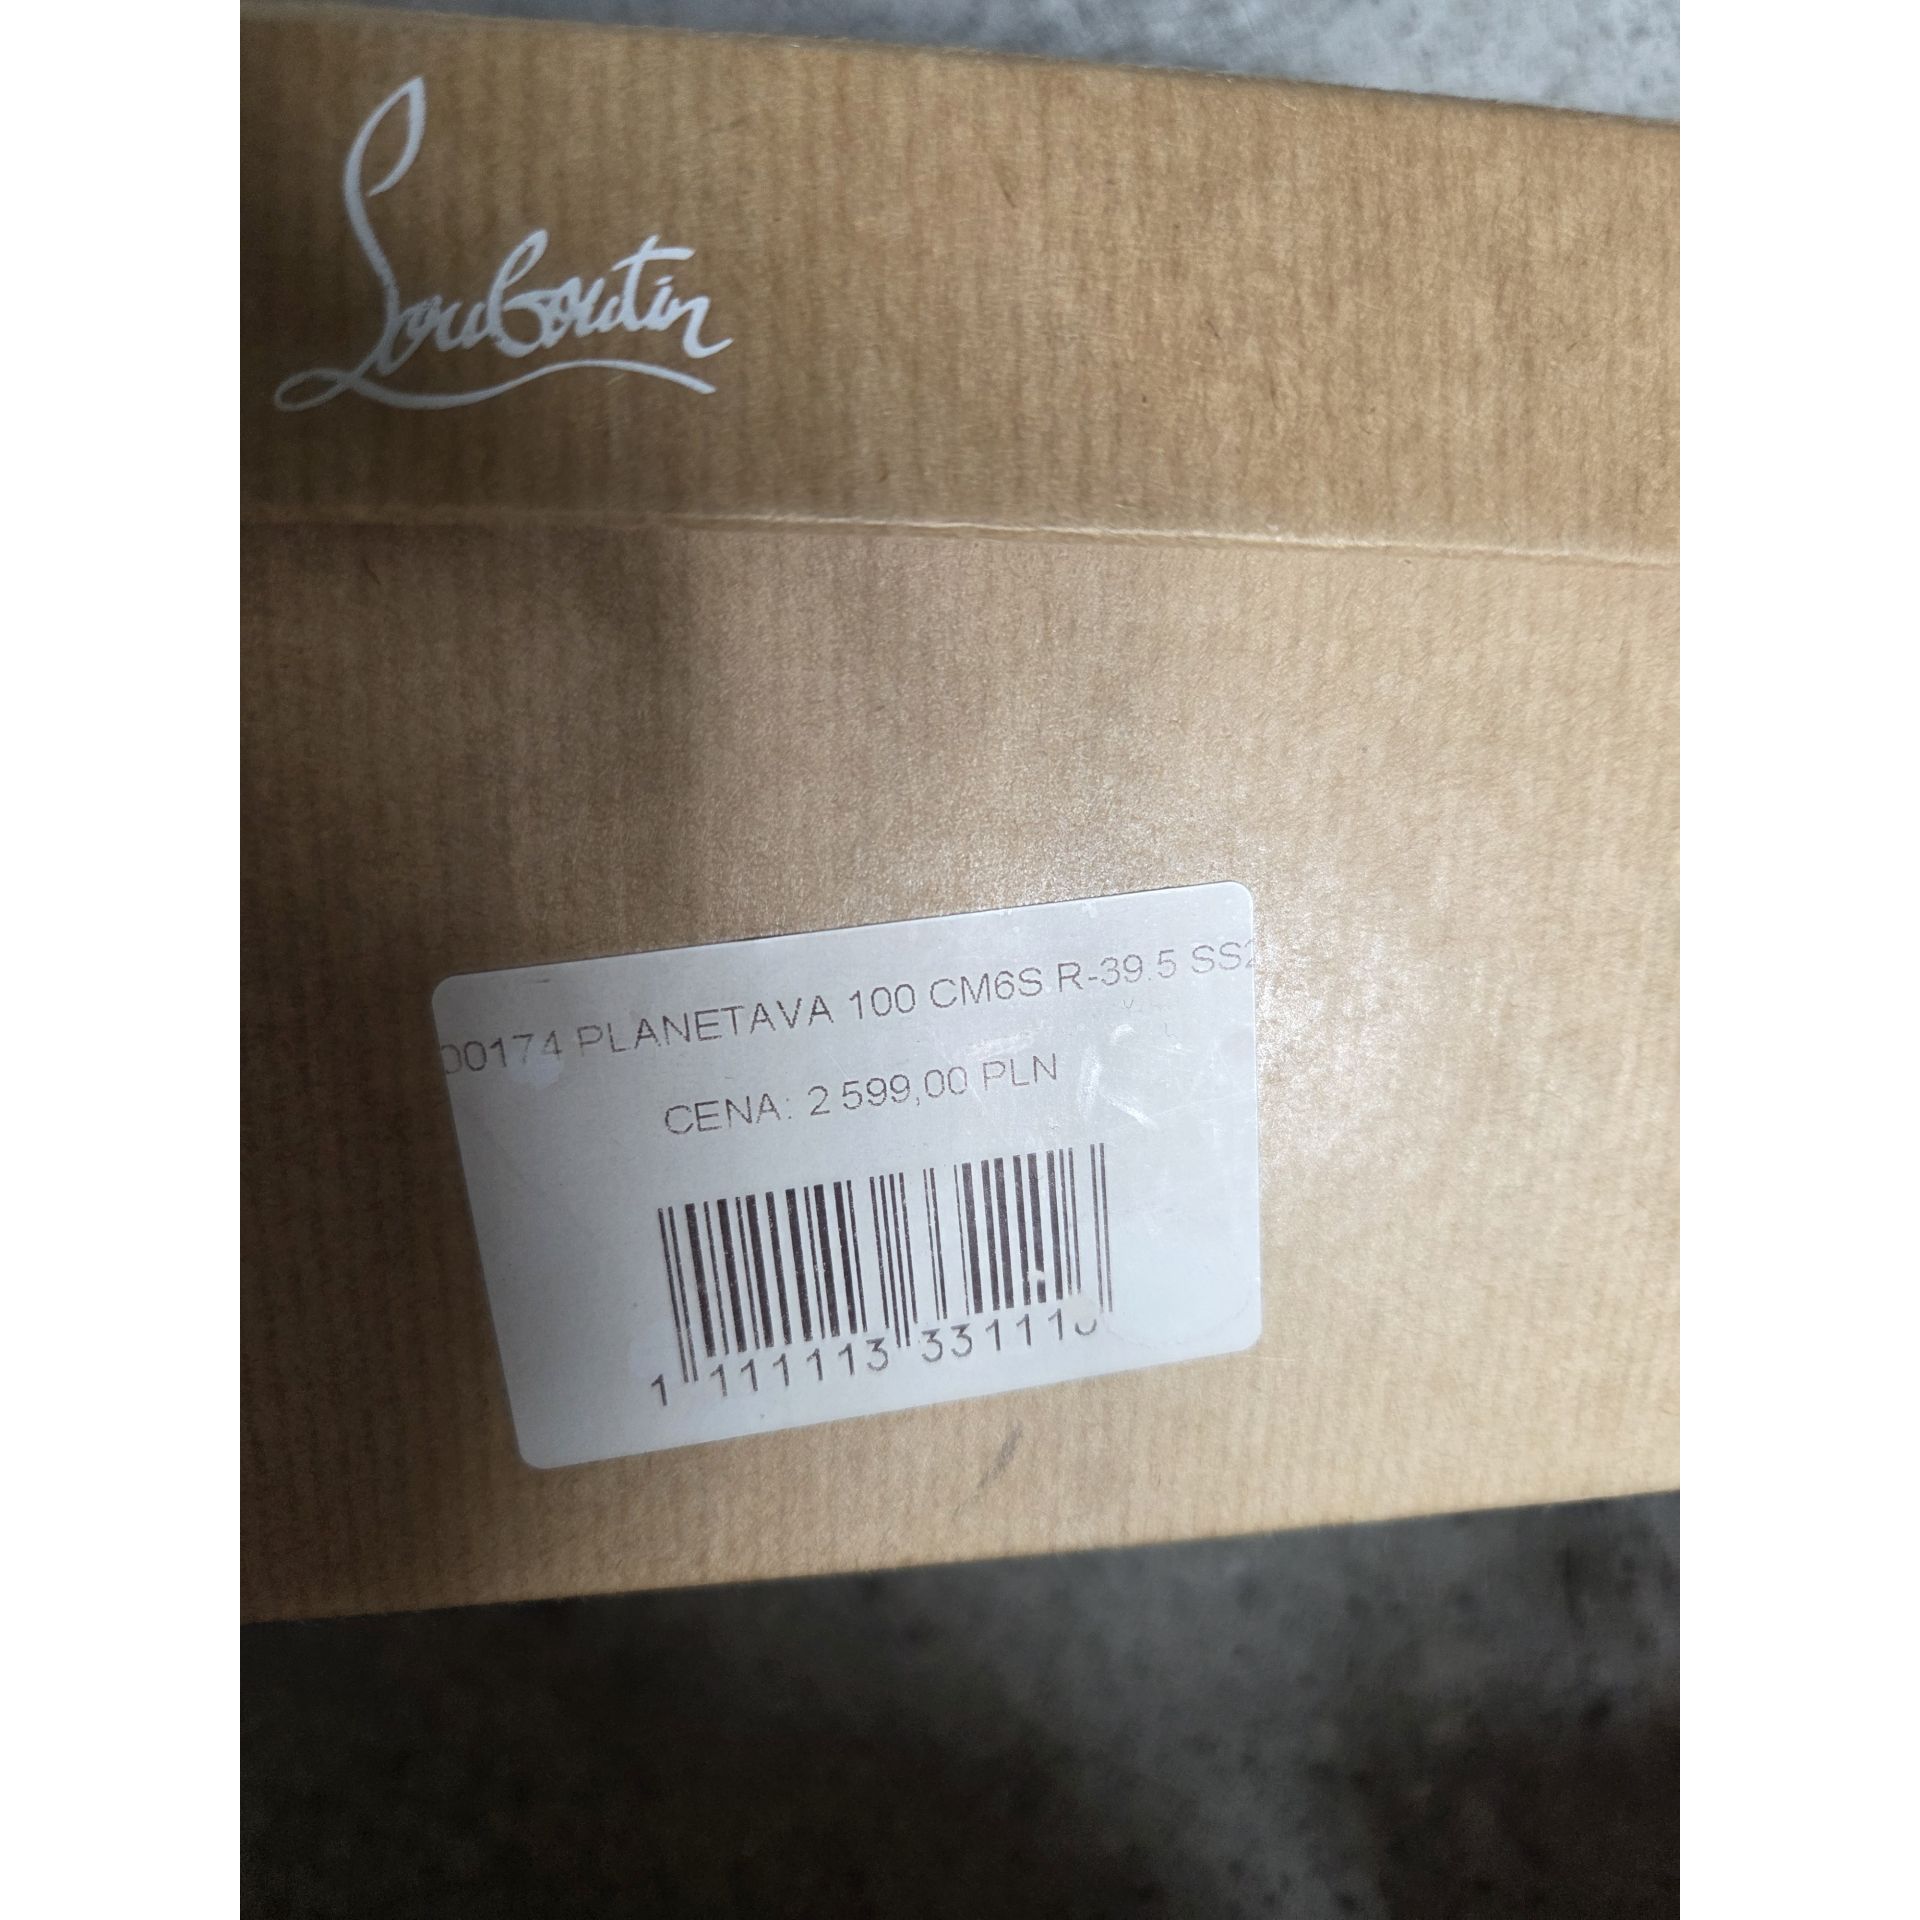 Louboutin
00174 PLANETAVA 100 CM6S R-39.5 SS2
CENA: 2 599,00 PLN
1 111113 33111